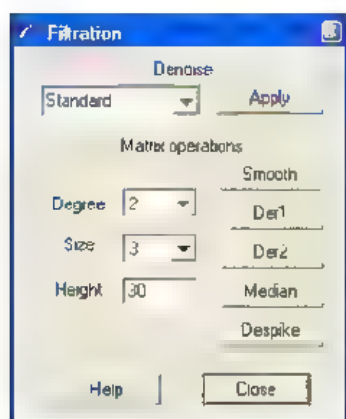 Filtration
Denoise
Standard Apply
Matrix operations
Smooth
Degree 2 Der1
Size 3 Der2
Height 30 Median
Despike
Help Close